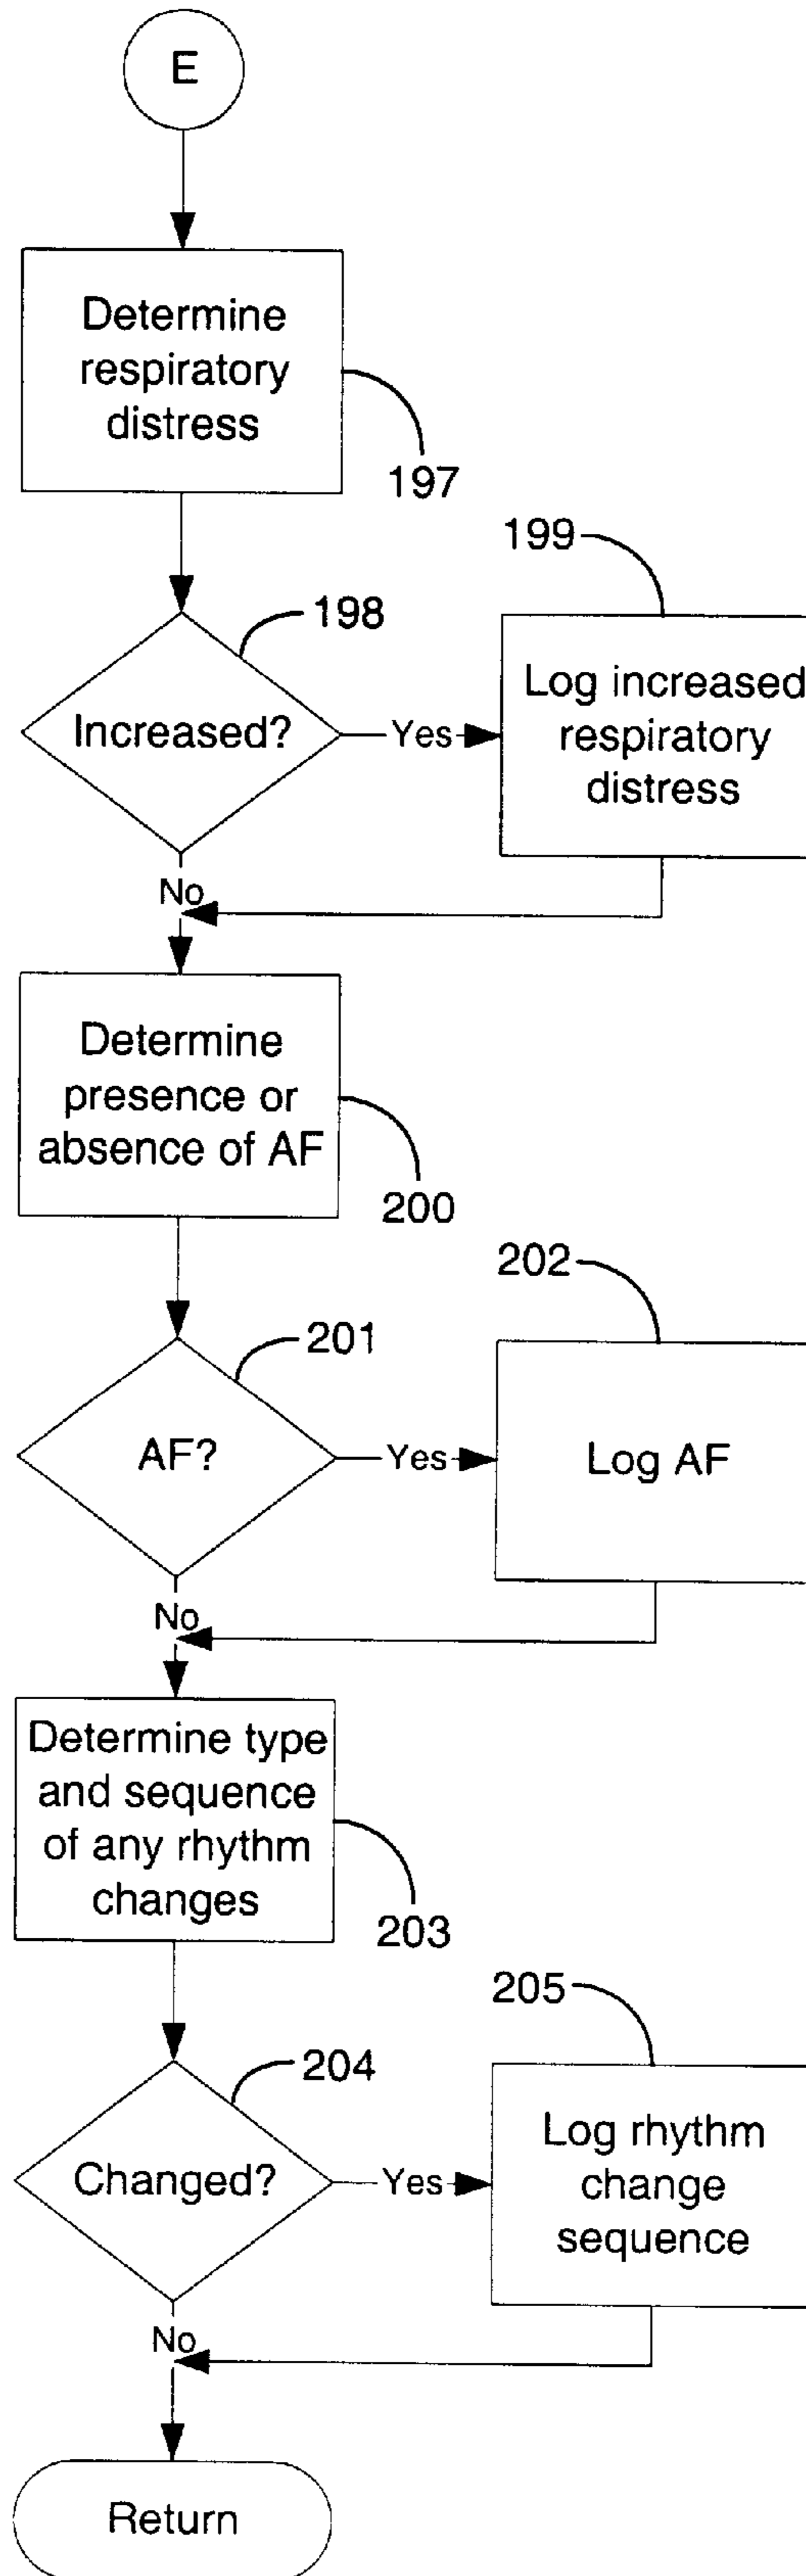 E
Determine
respiratory
distress
197
198
199
Increased?
Yes
Log increased
respiratory
distress
No
Determine
presence or
absence of AF
200
201
202
AF?
Yes
Log AF
No
Determine type
and sequence
of any rhythm
changes
203
204
205
Changed?
Yes
Log rhythm
change
sequence
No
Return